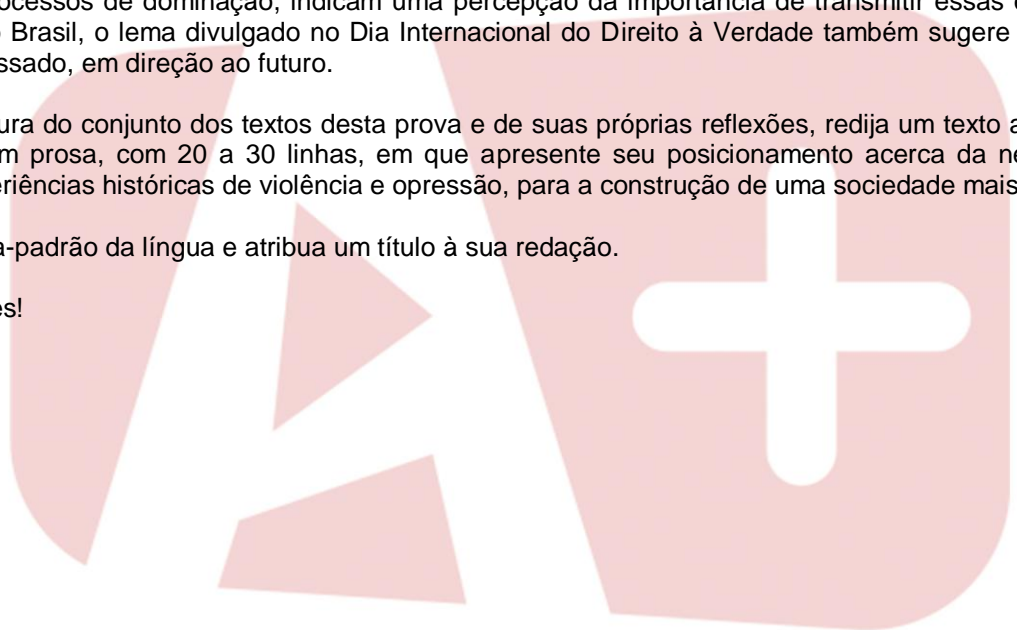 ocessos de dominação, indicam uma percepção da importância de transmitir essas
Brasil, o lema divulgado no Dia Internacional do Direito à Verdade também sugere
ssado, em direção ao futuro.
ura do conjunto dos textos desta prova e de suas próprias reflexões, redija um texto a
m prosa, com 20 a 30 linhas, em que apresente seu posicionamento acerca da ne
eriências históricas de violência e opressão, para a construção de uma sociedade mais
a-padrão da língua e atribua um título à sua redação.
es!
A+